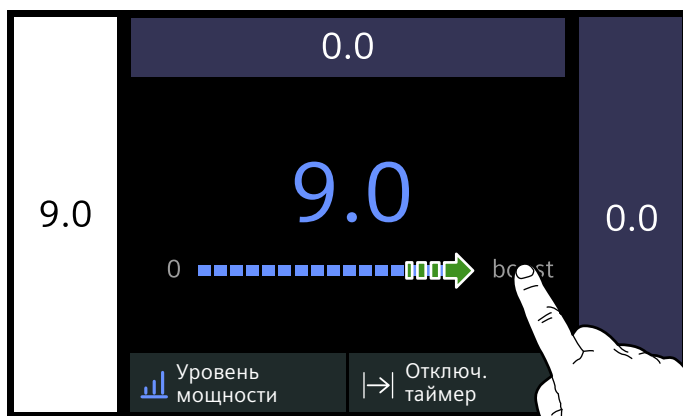 0.0
9.0
9.0
0.0
0
boost
Уровень
мощности
Отключ.
таймер